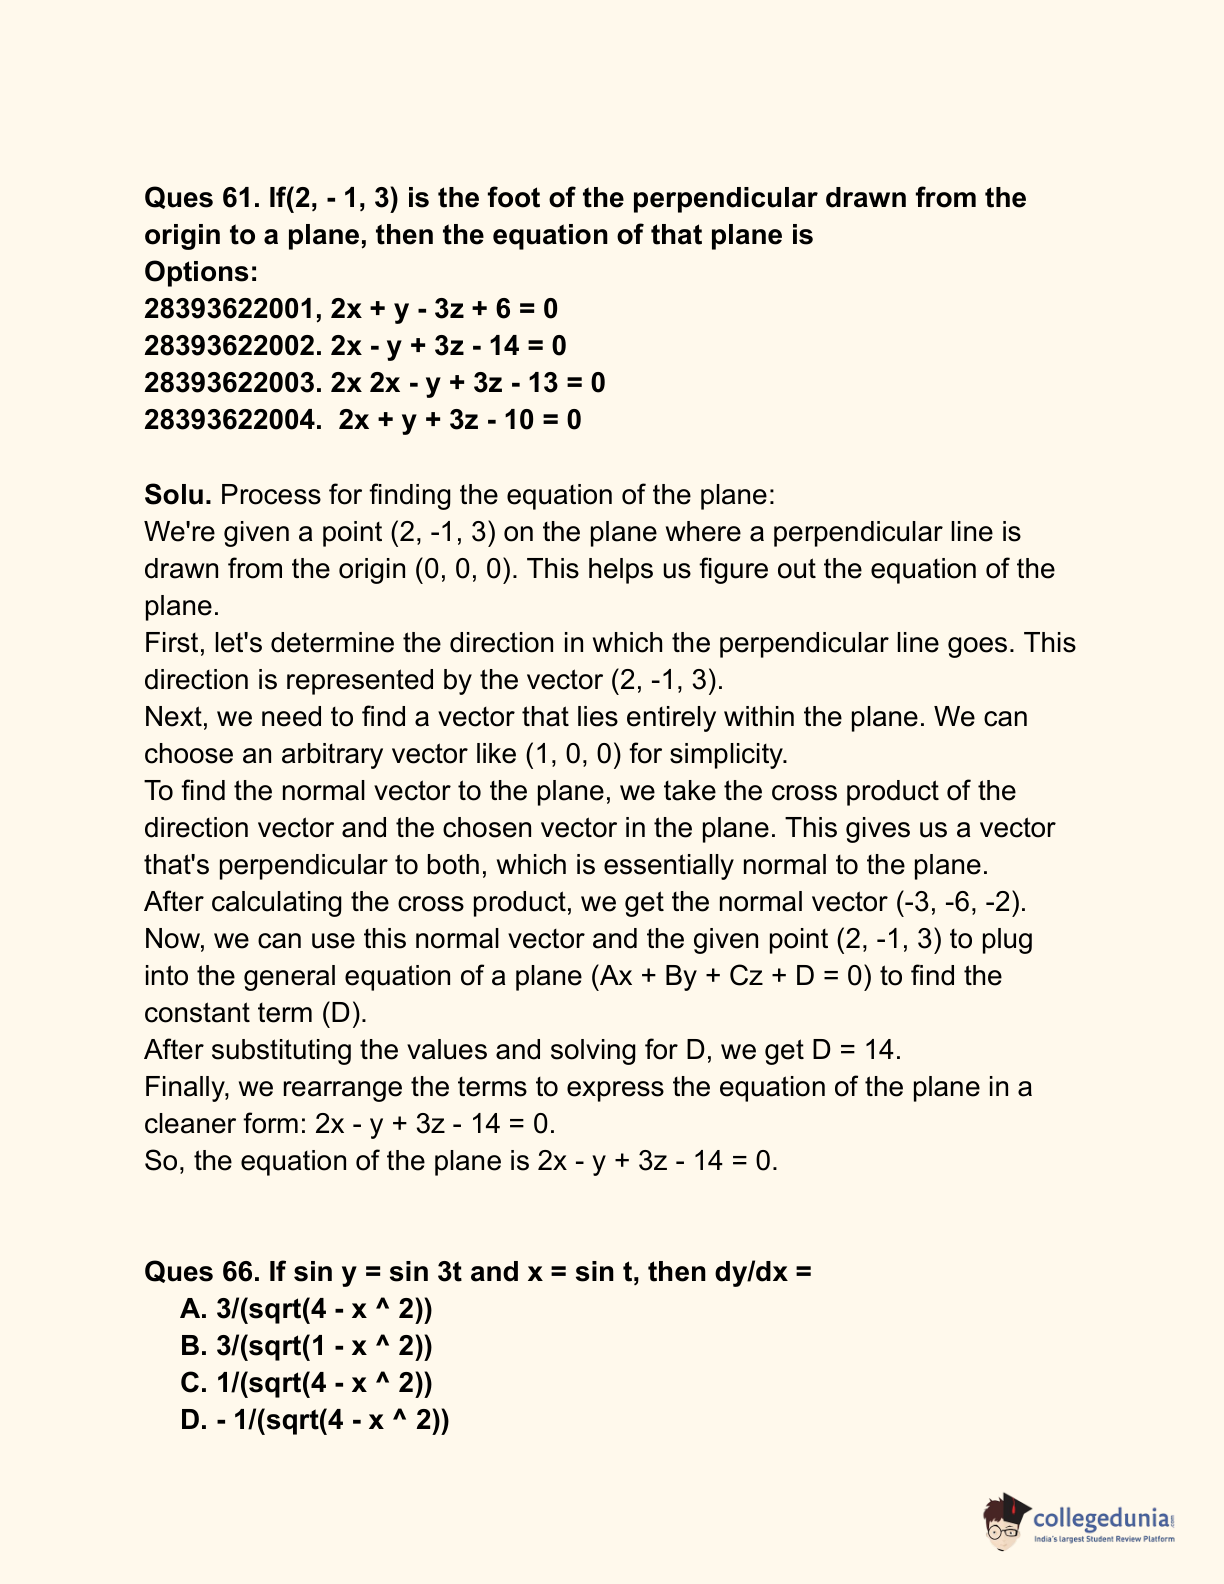 Ques 61. If(2, - 1, 3) is the foot of the perpendicular drawn from the
origin to a plane, then the equation of that plane is
Options:
28393622001, 2x + y - 3z + 6 = 0
28393622002. 2x - y + 3z - 14 = 0
28393622003. 2x 2x - y + 3z - 13 = 0
28393622004.  2x + y + 3z - 10 = 0
Solu. Process for finding the equation of the plane:
We're given a point (2, -1, 3) on the plane where a perpendicular line is
drawn from the origin (0, 0, 0). This helps us figure out the equation of the
plane.
First, let's determine the direction in which the perpendicular line goes. This
direction is represented by the vector (2, -1, 3).
Next, we need to find a vector that lies entirely within the plane. We can
choose an arbitrary vector like (1, 0, 0) for simplicity.
To find the normal vector to the plane, we take the cross product of the
direction vector and the chosen vector in the plane. This gives us a vector
that's perpendicular to both, which is essentially normal to the plane.
After calculating the cross product, we get the normal vector (-3, -6, -2).
Now, we can use this normal vector and the given point (2, -1, 3) to plug
into the general equation of a plane (Ax + By + Cz + D = 0) to find the
constant term (D).
After substituting the values and solving for D, we get D = 14.
Finally, we rearrange the terms to express the equation of the plane in a
cleaner form: 2x - y + 3z - 14 = 0.
So, the equation of the plane is 2x - y + 3z - 14 = 0.
Ques 66. If sin y = sin 3t and x = sin t, then dy/dx =
A. 3/(sqrt(4 - x ^ 2))
B. 3/(sqrt(1 - x ^ 2))
C. 1/(sqrt(4 - x ^ 2))
D. - 1/(sqrt(4 - x ^ 2))
collegedunia.com
India's largest Student Review Platform